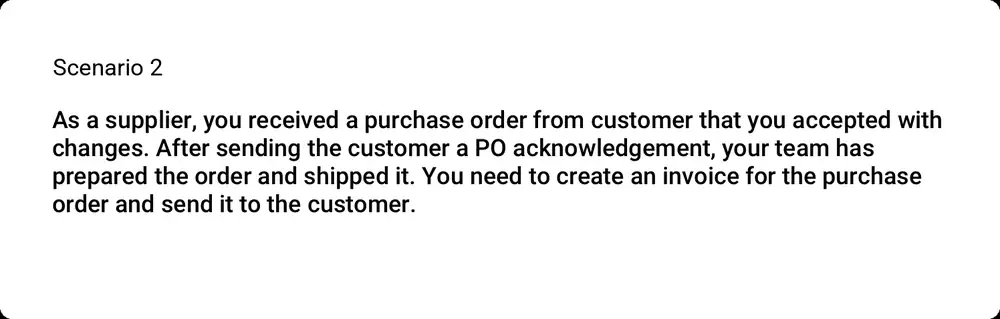 Scenario 2
As a supplier, you received a purchase order from customer that you accepted with
changes. After sending the customer a PO acknowledgement, your team has
prepared the order and shipped it. You need to create an invoice for the purchase
order and send it to the customer.